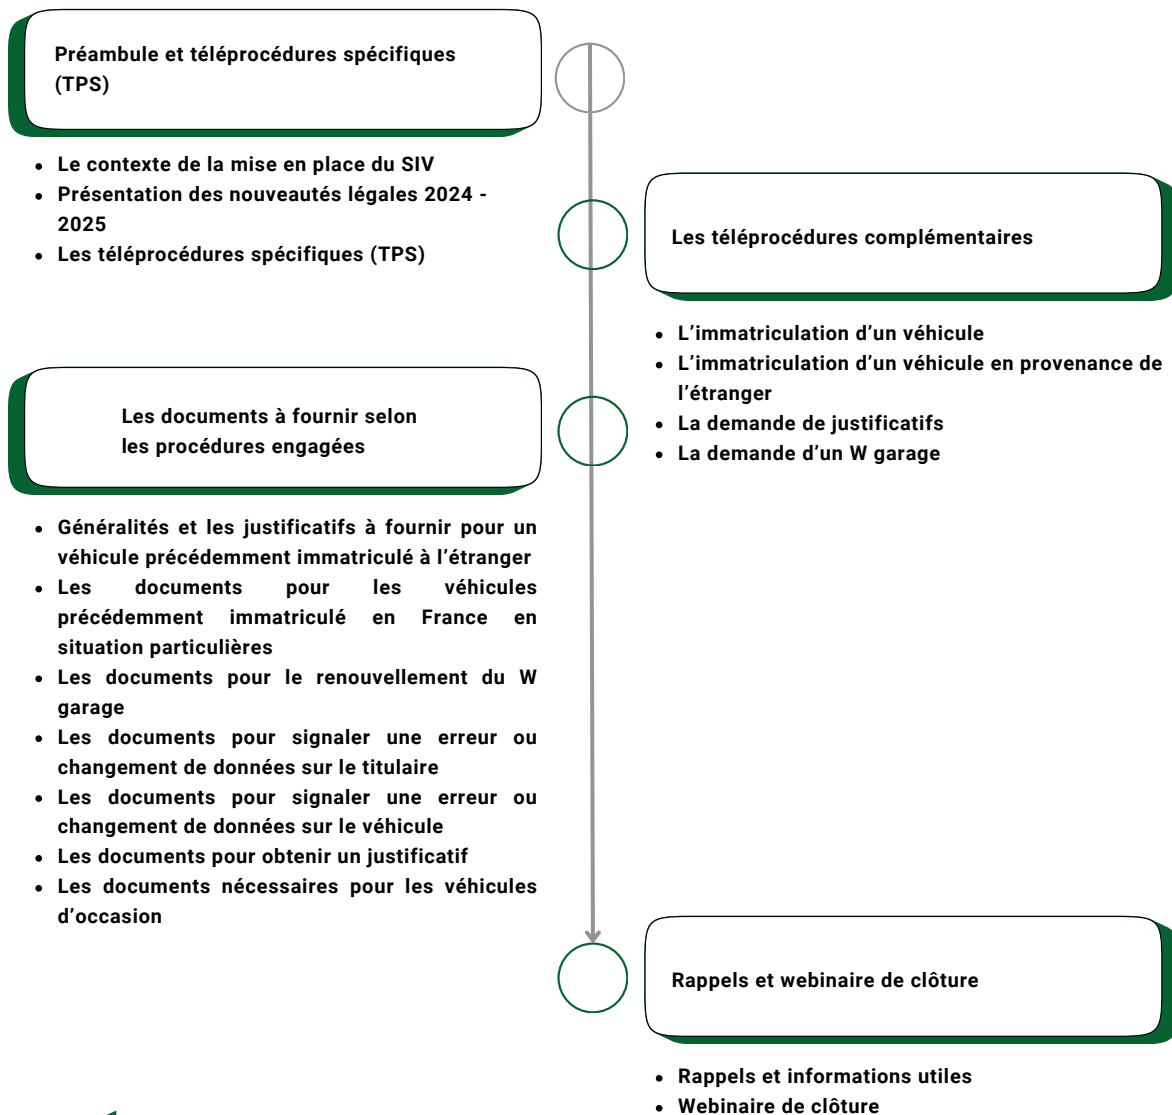 Préambule et téléprocédures spécifiques
(TPS)
• Le contexte de la mise en place du SIV
• Présentation des nouveautés légales 2024 -
2025
• Les téléprocédures spécifiques (TPS)
Les téléprocédures complémentaires
• L’immatriculation d’un véhicule
• L’immatriculation d’un véhicule en provenance de
l’étranger
• La demande de justificatifs
• La demande d’un W garage
Les documents à fournir selon
les procédures engagées
• Généralités et les justificatifs à fournir pour un
véhicule précédemment immatriculé à l’étranger
• Les documents pour les véhicules
précédemment immatriculé en France en
situation particulières
• Les documents pour le renouvellement du W
garage
• Les documents pour signaler une erreur ou
changement de données sur le titulaire
• Les documents pour signaler une erreur ou
changement de données sur le véhicule
• Les documents pour obtenir un justificatif
• Les documents nécessaires pour les véhicules
d’occasion
Rappels et webinaire de clôture
• Rappels et informations utiles
• Webinaire de clôture